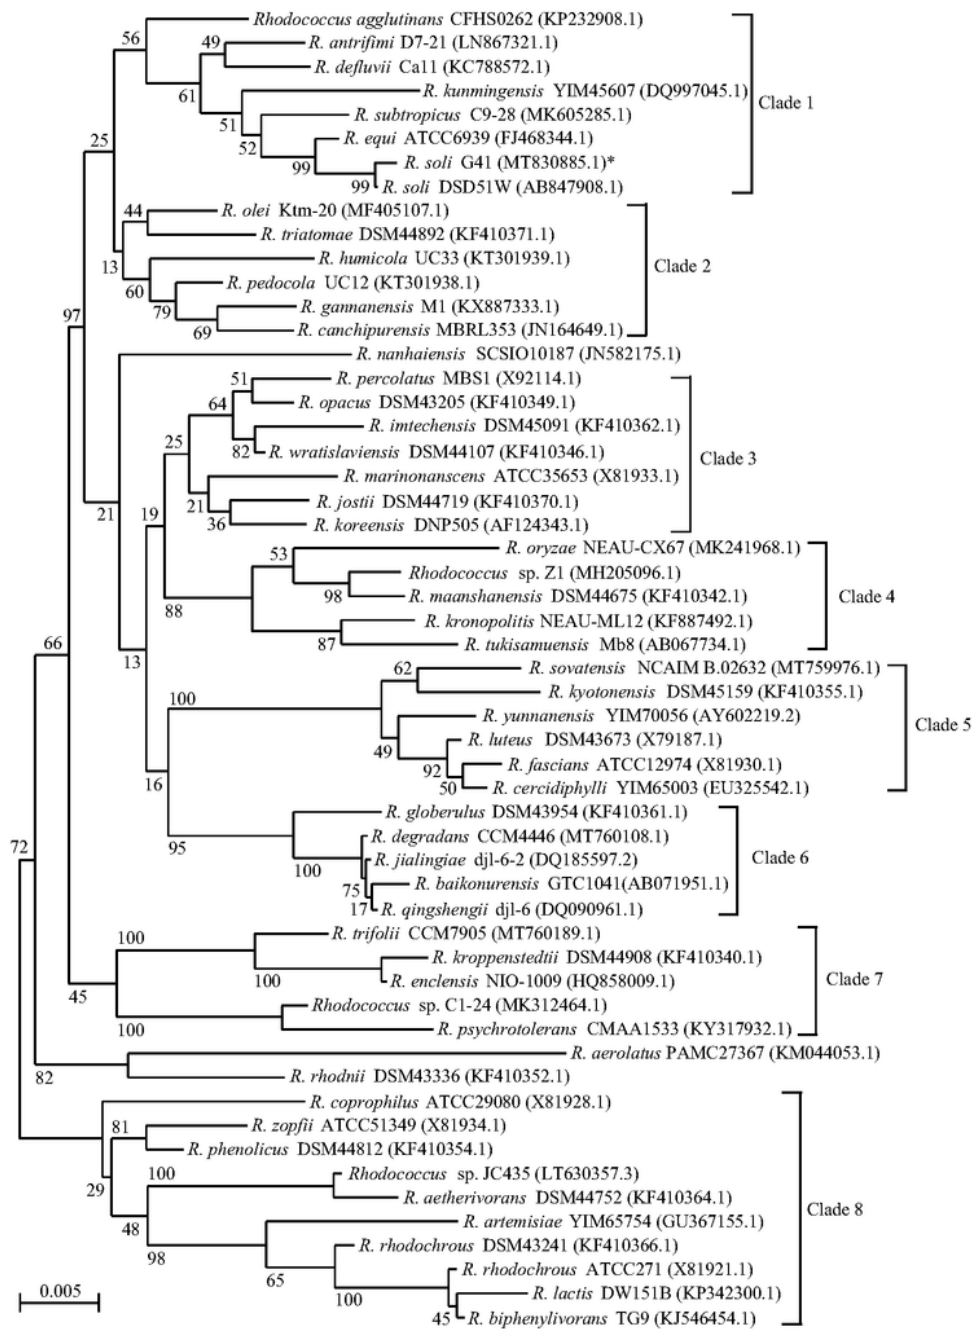 Rhodococcus agglutinans CFHS0262 (KP232908.1)
56
49
R. antrifimi D7-21 (LN867321.1)
R. defluvii Ca11 (KC788572.1)
61
R. kunmingensis YIM45607 (DQ997045.1)
Clade 1
51
R. subtropicus C9-28 (MK605285.1)
25
52
R. equi ATCC6939 (FJ468344.1)
99
R. soli G41 (MT830885.1)*
99
R. soli DSD51W (AB847908.1)
44
R. olei Ktm-20 (MF405107.1)
R. triatomae DSM44892 (KF410371.1)
13
R. humicola UC33 (KT301939.1)
Clade 2
60
R. pedocola UC12 (KT301938.1)
79
R. gannanensis M1 (KX887333.1)
97
69
R. canchipurensis MBRL353 (JN164649.1)
R. nanhaiensis SCSIO10187 (JN582175.1)
51
R. percolatus MBS1 (X92114.1)
64
R. opacus DSM43205 (KF410349.1)
R. imtechensis DSM45091 (KF410362.1)
25
82
R. wratislaviensis DSM44107 (KF410346.1)
Clade 3
R. marinonanscens ATCC35653 (X81933.1)
21
R. jostii DSM44719 (KF410370.1)
21
19
36
R. koreensis DNP505 (AF124343.1)
53
R. oryzae NEAU-CX67 (MK241968.1)
Rhodococcus sp. Z1 (MH205096.1)
98
R. maanshanensis DSM44675 (KF410342.1)
Clade 4
88
R. kronopolitis NEAU-ML12 (KF887492.1)
66
87
R. tukisamuensis Mb8 (AB067734.1)
13
62
R. sovatensis NCAIM B.02632 (MT759976.1)
100
R. kyotonensis DSM45159 (KF410355.1)
R. yunnanensis YIM70056 (AY602219.2)
Clade 5
49
R. luteus DSM43673 (X79187.1)
92
R. fascians ATCC12974 (X81930.1)
16
50
R. cercidiphylli YIM65003 (EU325542.1)
R. globerulus DSM43954 (KF410361.1)
72
95
R. degradans CCM4446 (MT760108.1)
100
R. jialingiae djl-6-2 (DQ185597.2)
Clade 6
75
R. baikonurensis GTC1041(AB071951.1)
17
R. qingshengii djl-6 (DQ090961.1)
100
R. trifolii CCM7905 (MT760189.1)
R. kroppenstedtii DSM44908 (KF410340.1)
100
R. enclensis NIO-1009 (HQ858009.1)
Clade 7
45
Rhodococcus sp. C1-24 (MK312464.1)
100
R. psychrotolerans CMAA1533 (KY317932.1)
R. aerolatus PAMC27367 (KM044053.1)
82
R. rhodnii DSM43336 (KF410352.1)
R. coprophilus ATCC29080 (X81928.1)
81
R. zopfii ATCC51349 (X81934.1)
R. phenolicus DSM44812 (KF410354.1)
100
Rhodococcus sp. JC435 (LT630357.3)
29
R. aetherivorans DSM44752 (KF410364.1)
Clade 8
48
R. artemisiae YIM65754 (GU367155.1)
98
R. rhodochrous DSM43241 (KF410366.1)
65
R. rhodochrous ATCC271 (X81921.1)
0.005
100
R. lactis DW151B (KP342300.1)
45
R. biphenylivorans TG9 (KJ546454.1)